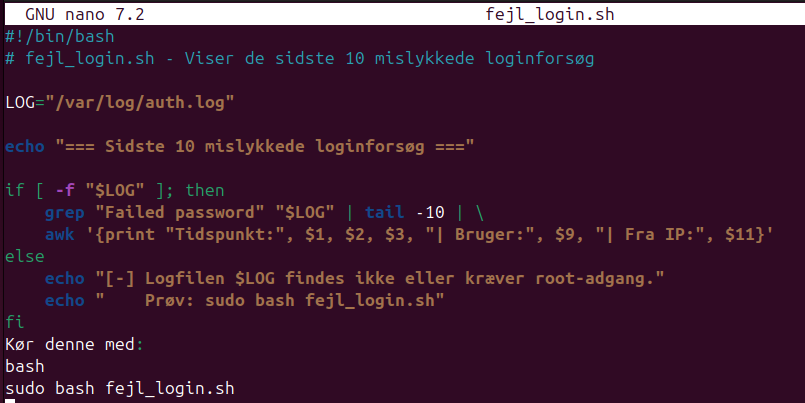 GNU nano 7.2 fejl_login.sh
#!/bin/bash
# fejl_login.sh - Viser de sidste 10 mislykkede loginforsøg
LOG="/var/log/auth.log"
echo "=== Sidste 10 mislykkede loginforsøg ==="
if [ -f "$LOG" ]; then
    grep "Failed password" "$LOG" | tail -10 | \
    awk '{print "Tidspunkt:", $1, $2, $3, "| Bruger:", $9, "| Fra IP:", $11}'
else
    echo "[-] Logfilen $LOG findes ikke eller kræver root-adgang."
    echo "    Prøv: sudo bash fejl_login.sh"
fi
Kør denne med:
bash
sudo bash fejl_login.sh